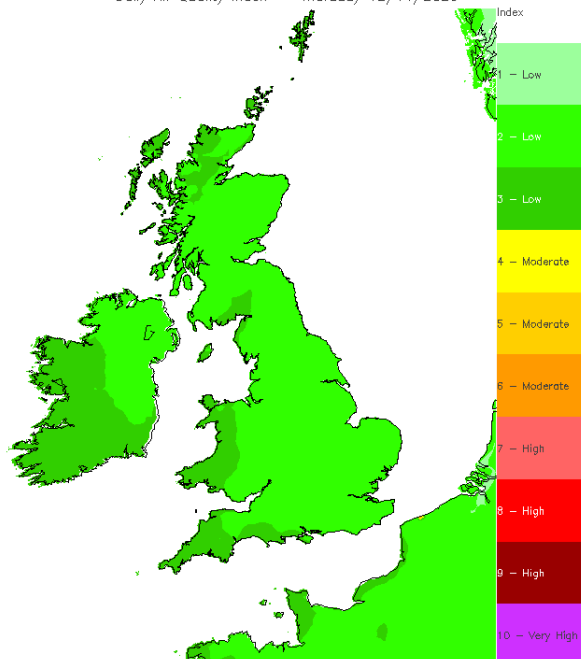 Index
1 - Low
2 - Low
3 - Low
4 - Moderate
5 - Moderate
6 - Moderate
7 - High
8 - High
9 - High
10 - Very High